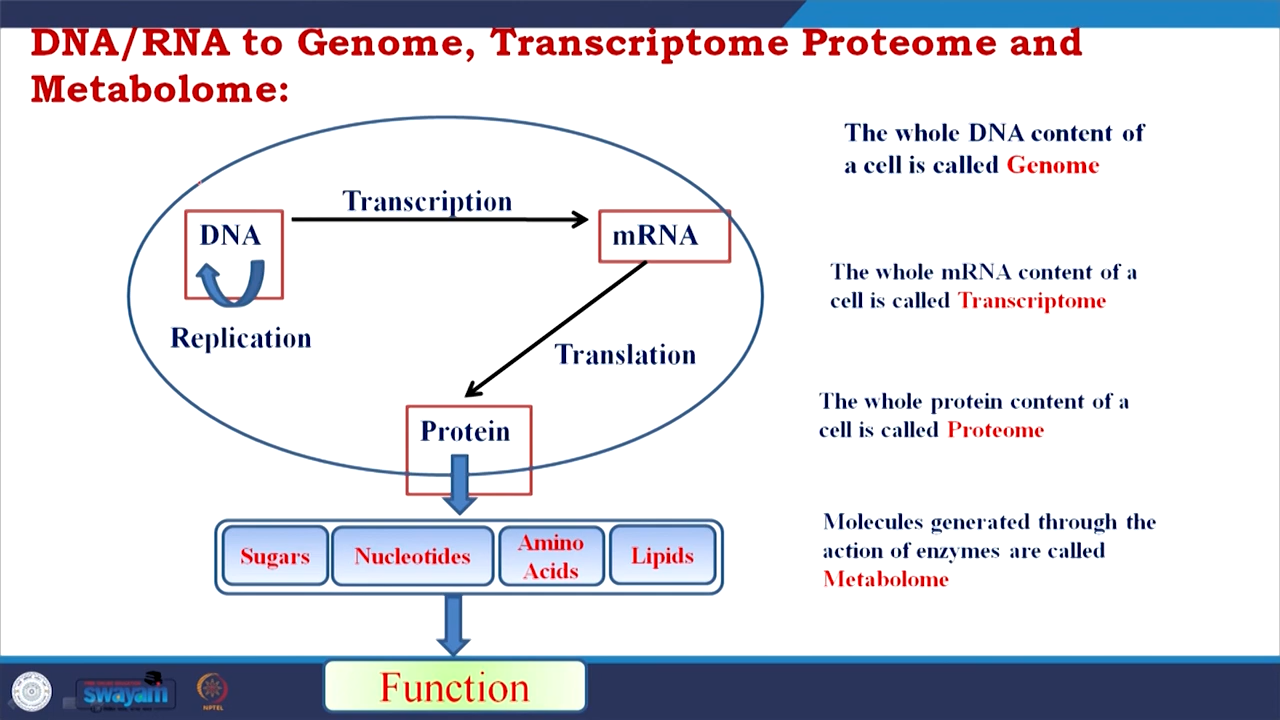 DNA/RNA to Genome, Transcriptome Proteome and
Metabolome:
The whole DNA content of
a cell is called Genome
Transcription
DNA
mRNA
The whole mRNA content of a
cell is called Transcriptome
Replication
Translation
The whole protein content of a
cell is called Proteome
Protein
Molecules generated through the
action of enzymes are called
Metabolome
Sugars
Nucleotides
Amino
Acids
Lipids
Function
swayam
NPTEL